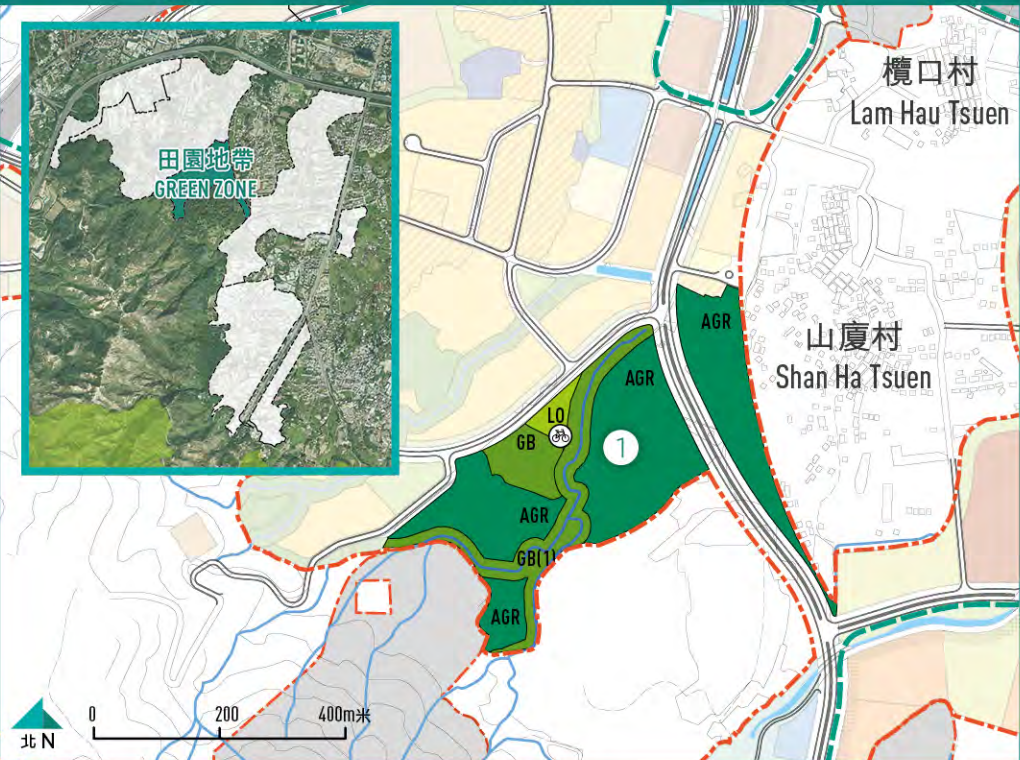 田園地帶
GREEN ZONE
欖口村
Lam Hau Tsuen
山廈村
Shan Ha Tsuen
AGR
AGR
LO
GB
1
AGR
GB(1)
AGR
0 200 400m米
北 N